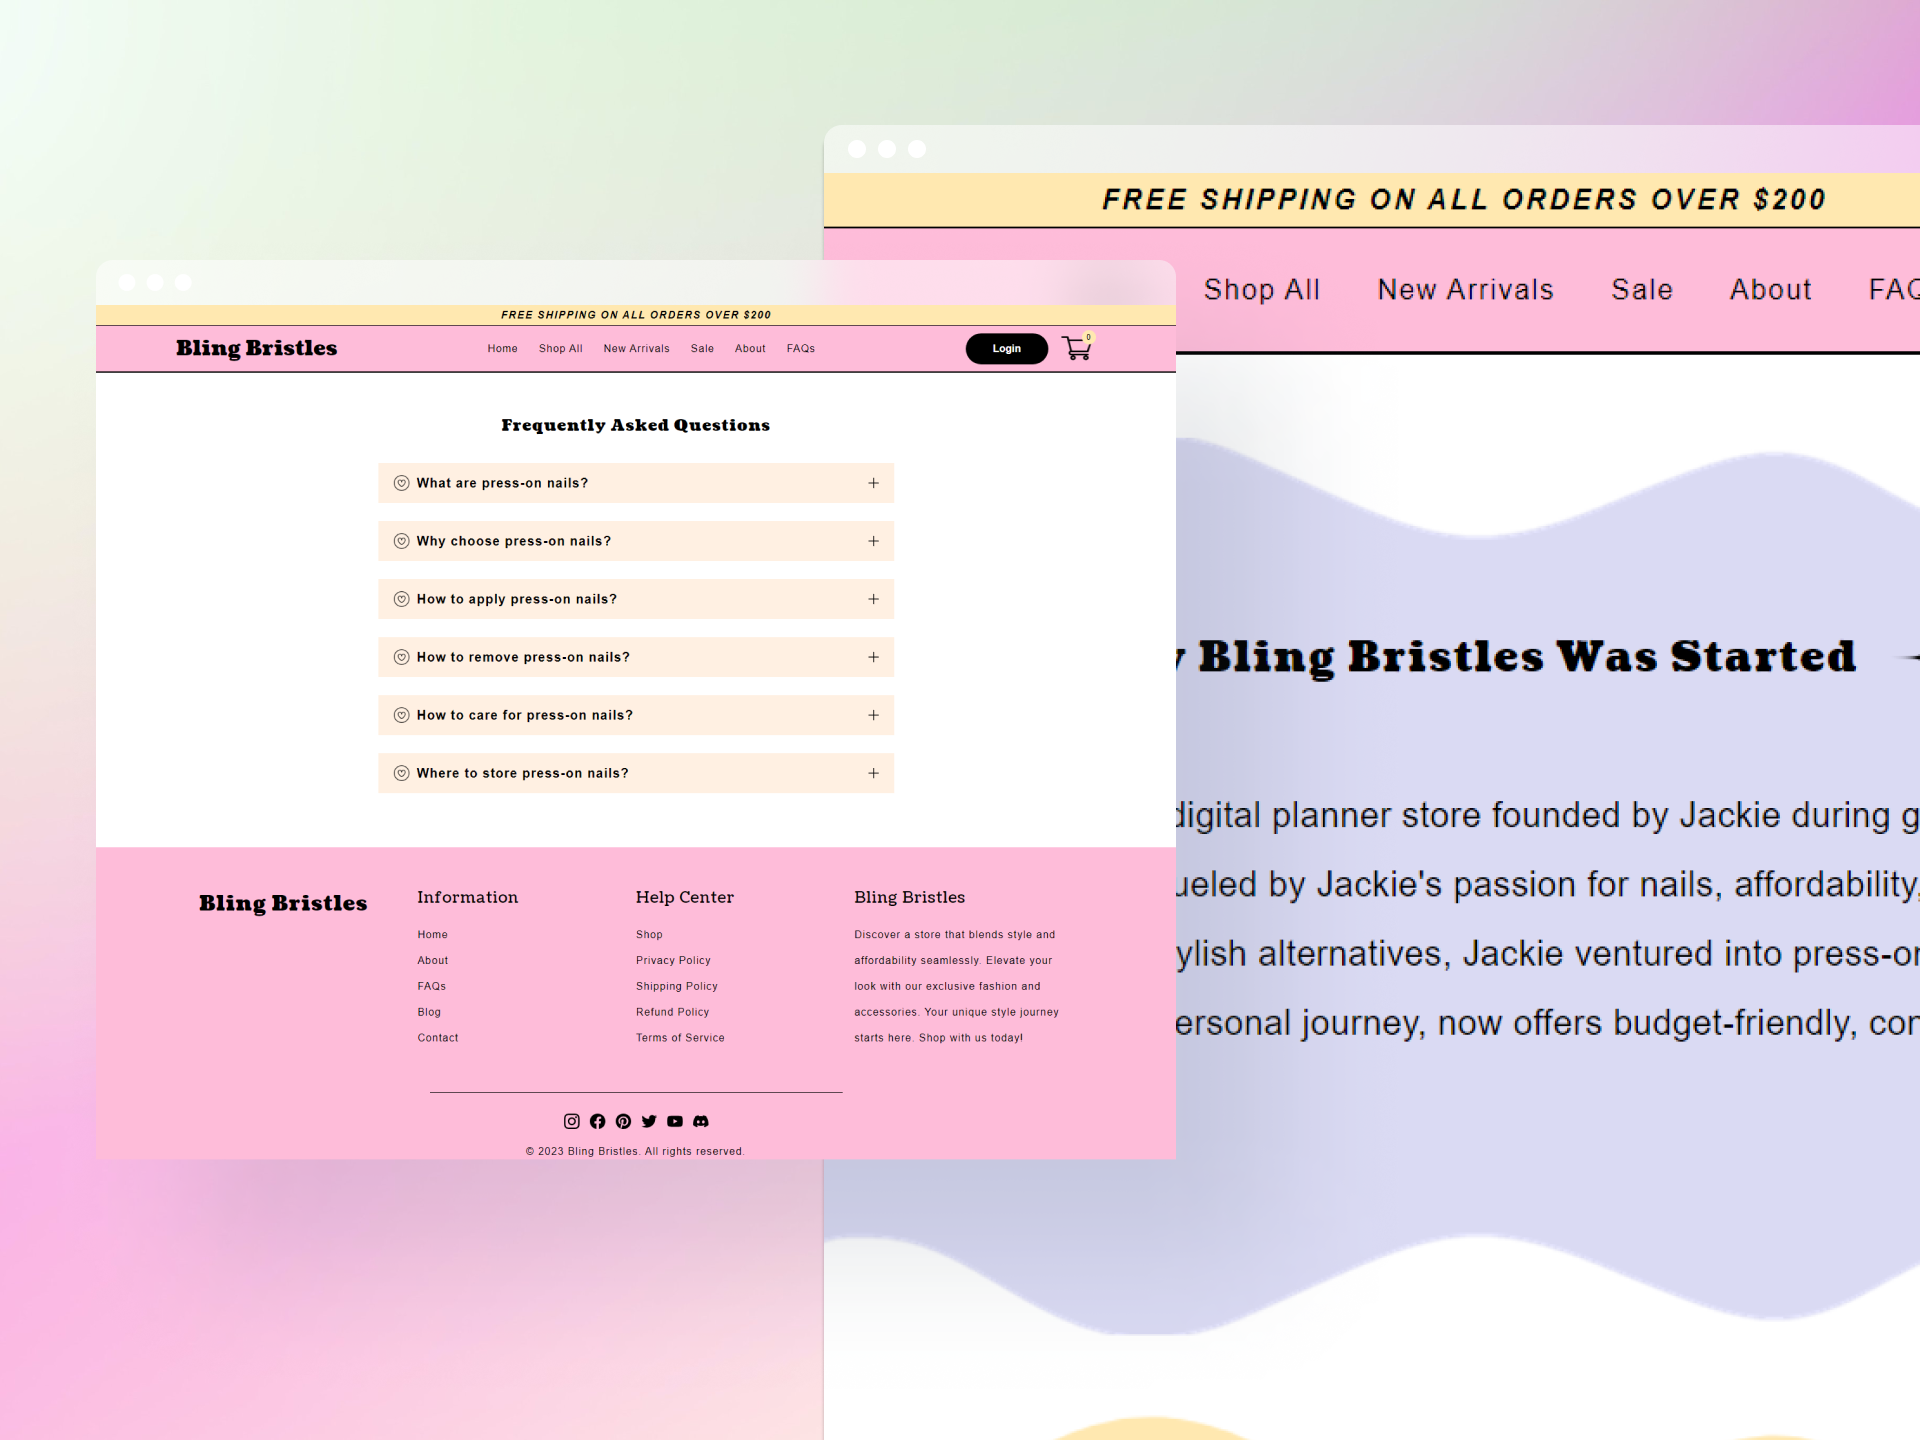 FREE SHIPPING ON ALL ORDERS OVER $200
Shop All New Arrivals Sale About
Bling Bristles Was Started
digital planner store founded by Jackie during
by Jackie's passion for nails, affordability,
alternatives, Jackie ventured into
journey, now offers budget-friendly,
FREE SHIPPING ON ALL ORDERS OVER $200
Bling Bristles
Home Shop All New Arrivals Sale About FAQs
Login
0
Frequently Asked Questions
What are press-on nails?
Why choose press-on nails?
How to apply press-on nails?
How to remove press-on nails?
How to care for press-on nails?
Where to store press-on nails?
Bling Bristles
Information
Home
About
FAQs
Blog
Contact
Help Center
Shop
Privacy Policy
Shipping Policy
Refund Policy
Terms of Service
Bling Bristles
Discover a store that blends style and
affordability seamlessly. Elevate your
look with our exclusive fashion and
accessories. Your unique style journey
starts here. Shop with us today!
© 2023 Bling Bristles. All rights reserved.